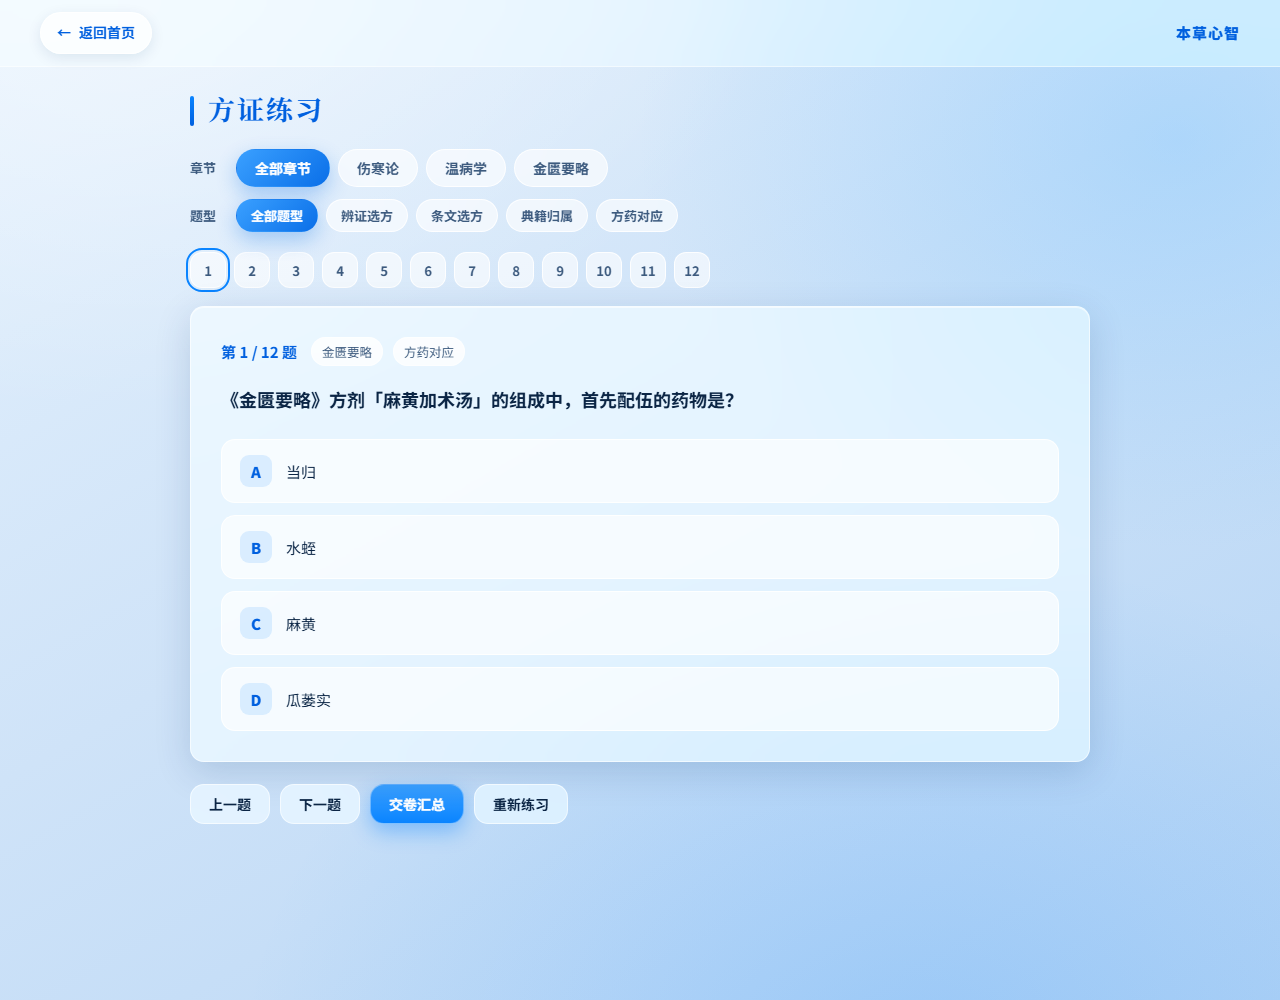 ← 返回首页
本草心智
方证练习
章节 全部章节 伤寒论 温病学 金匮要略
题型 全部题型 辨证选方 条文选方 典籍归属 方药对应
1 2 3 4 5 6 7 8 9 10 11 12
第 1 / 12 题 金匮要略 方药对应
《金匮要略》方剂「麻黄加术汤」的组成中，首先配伍的药物是？
A 当归
B 水蛭
C 麻黄
D 瓜蒌实
上一题 下一题 交卷汇总 重新练习